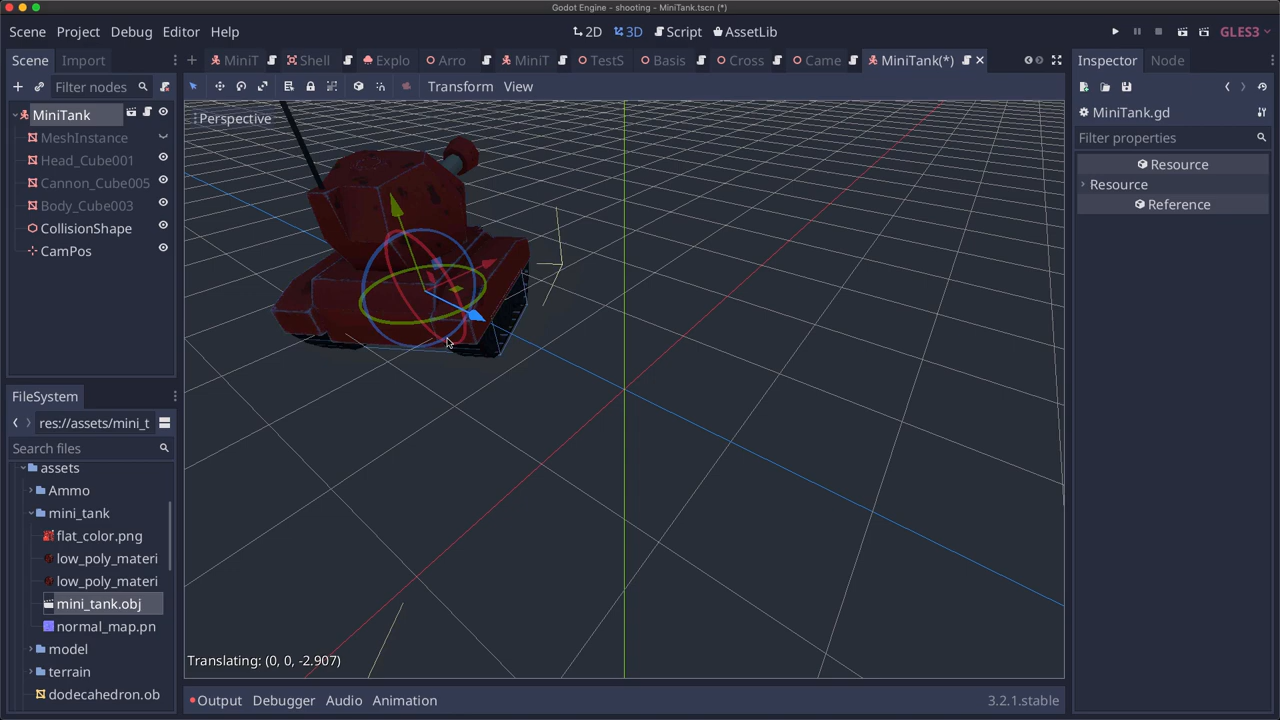 Godot Engine - shooting - MiniTank.tscn (*)
Scene Project Debug Editor Help
2D 3D Script AssetLib
GLES3
Scene Import
MiniT Shell Explo Arro MiniT TestS Basis Cross Came MiniTank(*)
Inspector Node
Filter nodes
Transform View
MiniTank
MeshInstance
Head_Cube001
Cannon_Cube005
Body_Cube003
CollisionShape
CamPos
Perspective
MiniTank.gd
Filter properties
Resource
Resource
Reference
FileSystem
res://assets/mini_t
Search files
assets
Ammo
mini_tank
flat_color.png
low_poly_materi
low_poly_materi
mini_tank.obj
normal_map.pn
model
terrain
dodecahedron.ob
Translating: (0, 0, -2.907)
Output Debugger Audio Animation
3.2.1.stable